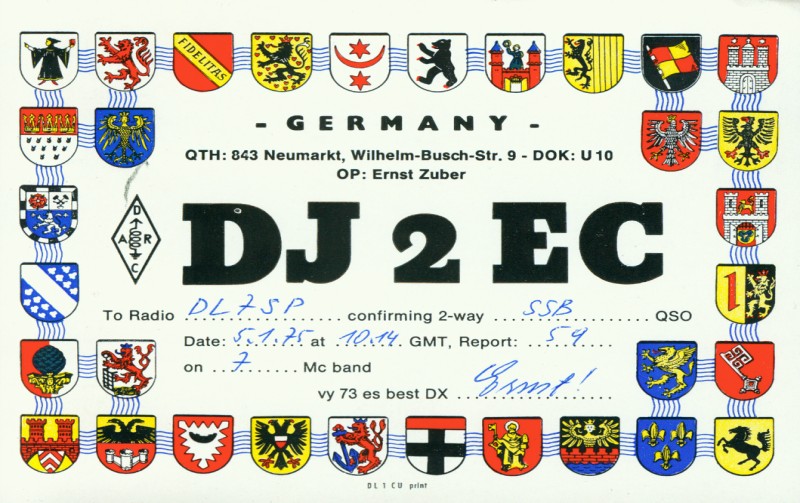 FIDELITAS
- GERMANY -
QTH: 843 Neumarkt, Wilhelm-Busch-Str. 9 - DOK: U 10
OP: Ernst Zuber
D
A R
C
DJ 2 EC
To Radio DL7SP confirming 2-way SSB QSO
Date: 5.1.75 at 10.14 GMT, Report: 59
on 7 Mc band
vy 73 es best DX Ernst!
DL 1 CU print